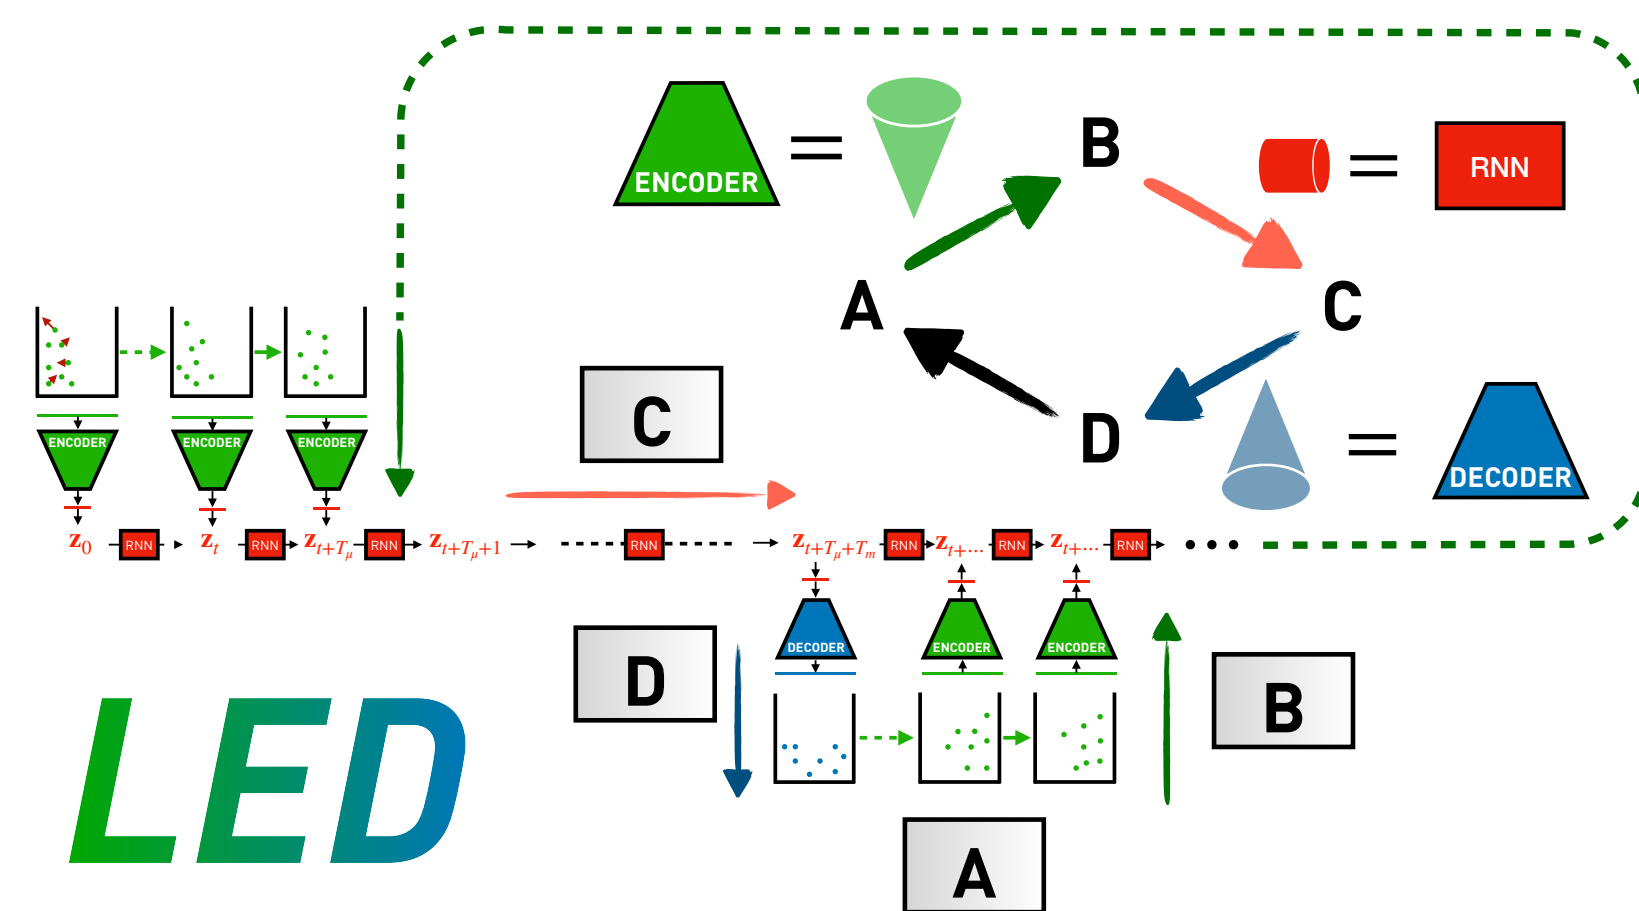 B
ENCODER
=
=
RNN
A
C
D
=
DECODER
C
ENCODER
ENCODER
ENCODER
z0
RNN
zt
RNN
zt+Tμ
RNN
zt+Tμ+1
RNN
zt+Tμ+Tm
RNN
zt+...
RNN
zt+...
RNN
...
D
DECODER
ENCODER
ENCODER
B
LED
A